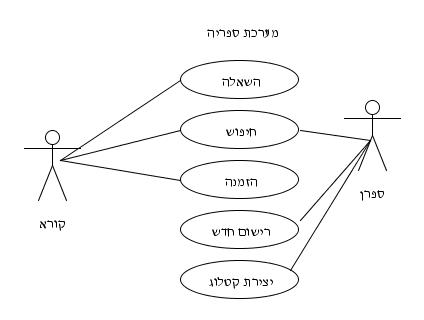 מערכת ספריה
השאלה
חיפוש
הזמנה
רישום חדש
יצירת קטלוג
קורא
ספרן